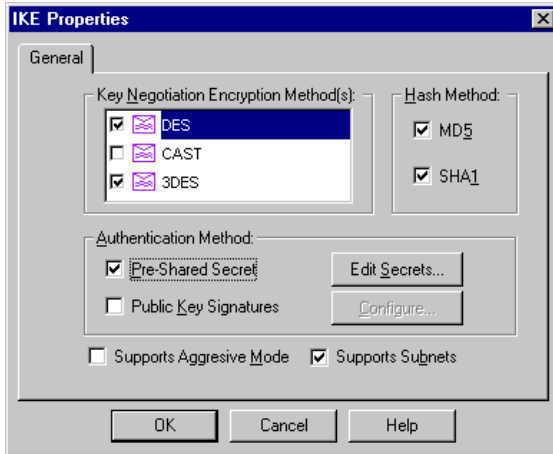 IKE Properties
General
Key Negotiation Encryption Method(s):
DES
CAST
3DES
Hash Method:
MD5
SHA1
Authentication Method:
Pre-Shared Secret
Edit Secrets...
Public Key Signatures
Configure...
Supports Aggresive Mode
Supports Subnets
OK
Cancel
Help